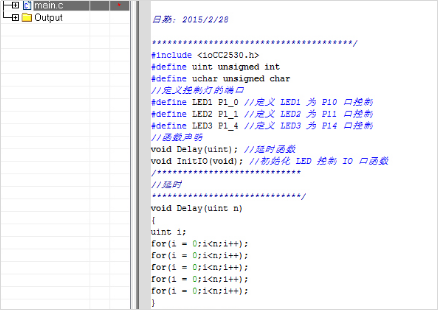 main.c
Output
日期: 2015/2/28
***************************************/
#include <ioCC2530.h>
#define uint unsigned int
#define uchar unsigned char
//定义控制灯的端口
#define LED1 P1_0 //定义 LED1 为 P10 口控制
#define LED2 P1_1 //定义 LED2 为 P11 口控制
#define LED3 P1_4 //定义 LED3 为 P14 口控制
//函数声明
void Delay(uint); //延时函数
void InitIO(void); //初始化 LED 控制 IO 口函数
/****************************
//延时
*****************************/
void Delay(uint n)
{
uint i;
for(i = 0;i<n;i++);
for(i = 0;i<n;i++);
for(i = 0;i<n;i++);
for(i = 0;i<n;i++);
for(i = 0;i<n;i++);
}